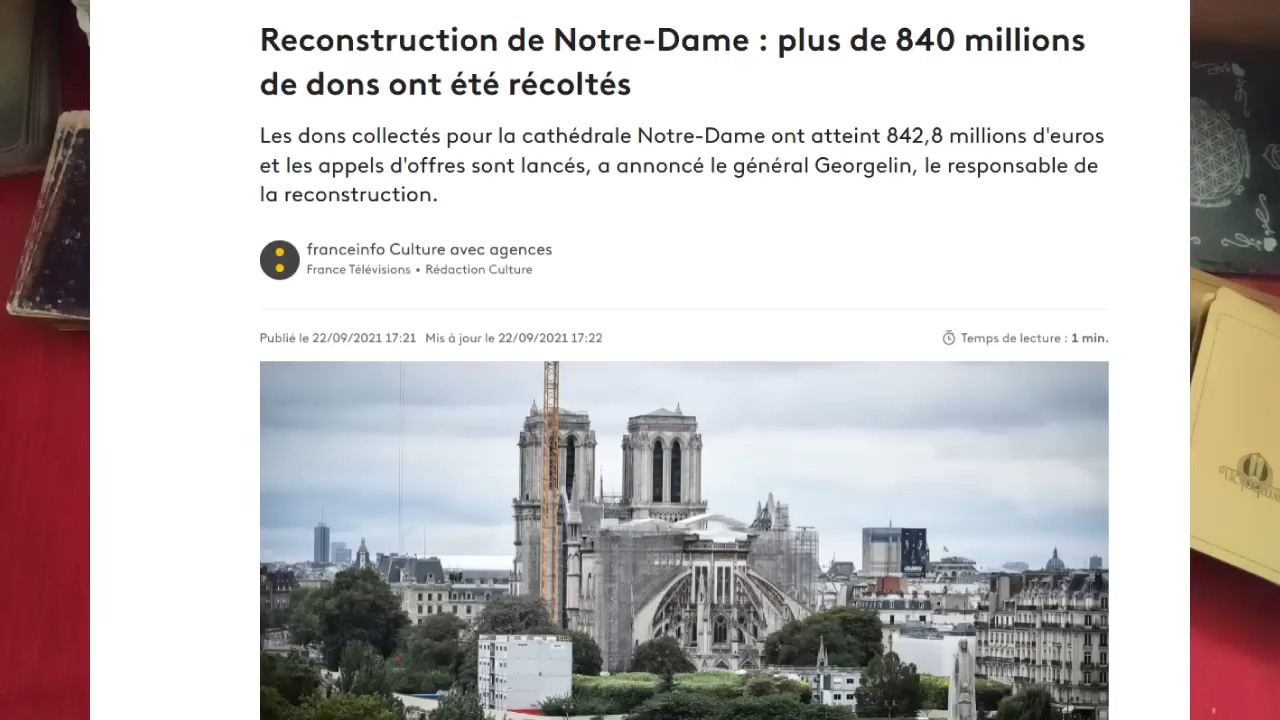 Reconstruction de Notre-Dame : plus de 840 millions
de dons ont été récoltés
Les dons collectés pour la cathédrale Notre-Dame ont atteint 842,8 millions d'euros
et les appels d'offres sont lancés, a annoncé le général Georgelin, le responsable de
la reconstruction.
franceinfo Culture avec agences
France Télévisions • Rédaction Culture
Publié le 22/09/2021 17:21 Mis à jour le 22/09/2021 17:22
Temps de lecture : 1 min.